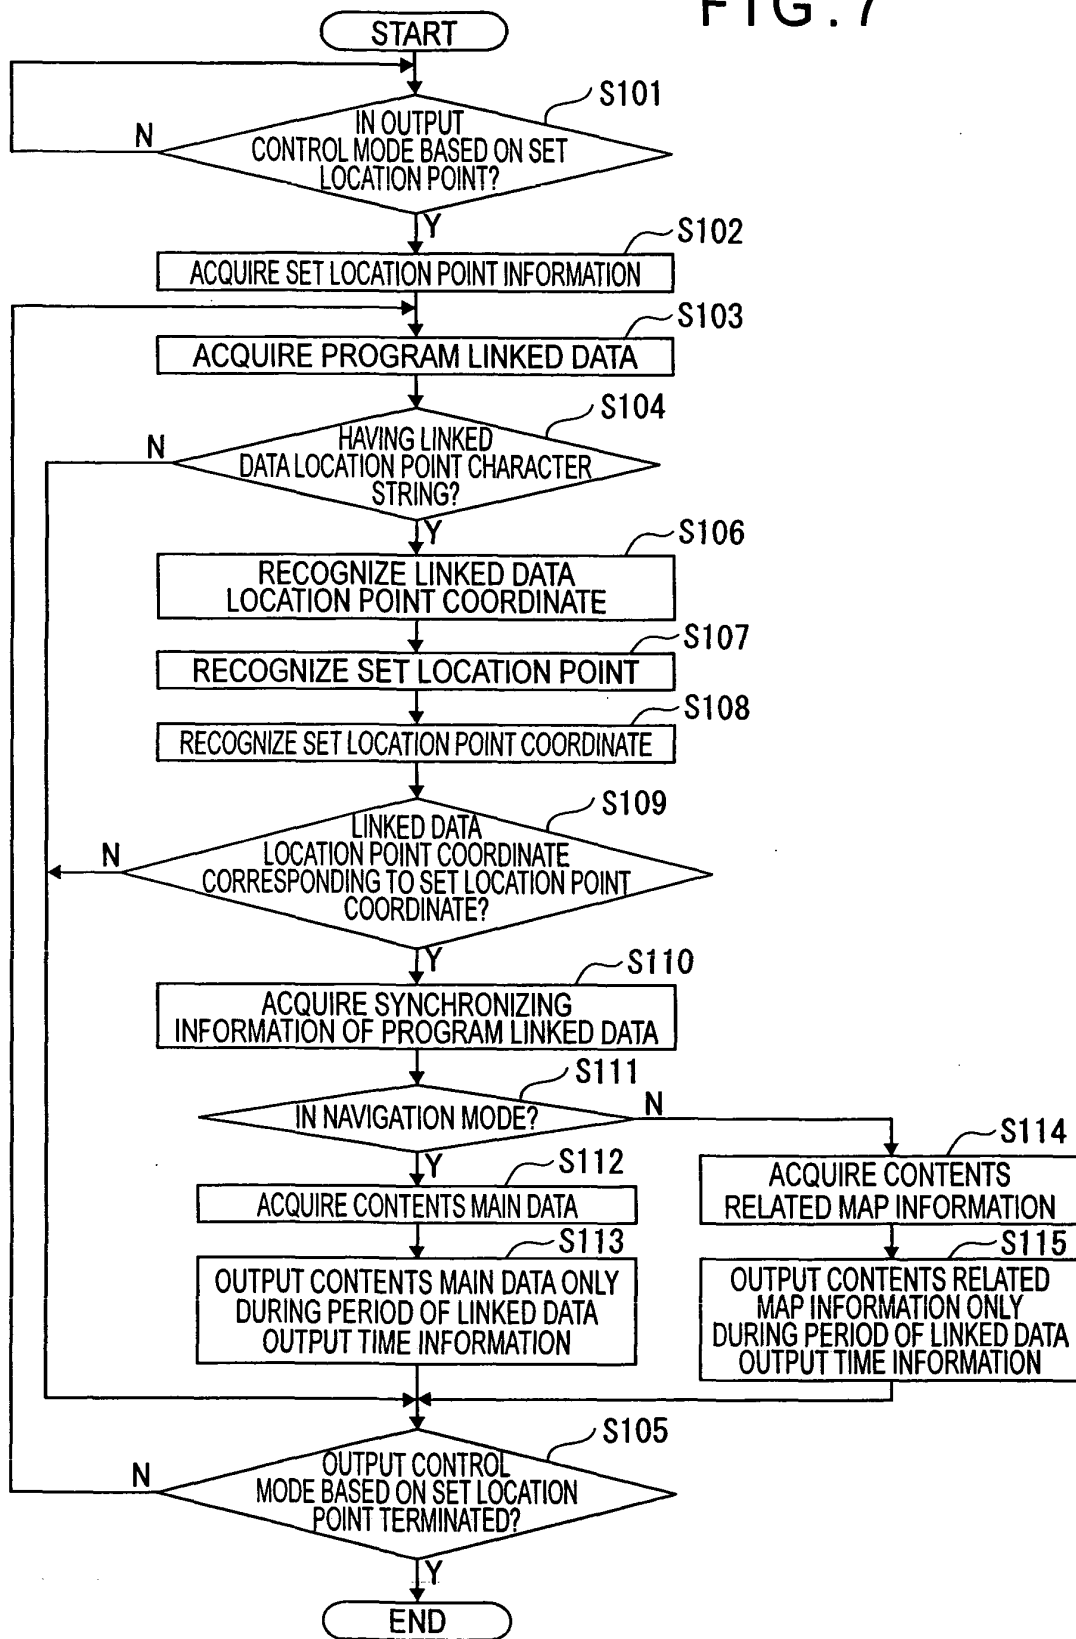 FIG.7
START
S101
IN OUTPUT
CONTROL MODE BASED ON SET
LOCATION POINT?
N
Y
S102
ACQUIRE SET LOCATION POINT INFORMATION
S103
ACQUIRE PROGRAM LINKED DATA
S104
HAVING LINKED
DATA LOCATION POINT CHARACTER
STRING?
N
Y
S106
RECOGNIZE LINKED DATA
LOCATION POINT COORDINATE
S107
RECOGNIZE SET LOCATION POINT
S108
RECOGNIZE SET LOCATION POINT COORDINATE
S109
LINKED DATA
LOCATION POINT COORDINATE
CORRESPONDING TO SET LOCATION POINT
COORDINATE?
N
Y
S110
ACQUIRE SYNCHRONIZING
INFORMATION OF PROGRAM LINKED DATA
S111
IN NAVIGATION MODE?
N
Y
S112
ACQUIRE CONTENTS MAIN DATA
S113
OUTPUT CONTENTS MAIN DATA ONLY
DURING PERIOD OF LINKED DATA
OUTPUT TIME INFORMATION
S114
ACQUIRE CONTENTS
RELATED MAP INFORMATION
S115
OUTPUT CONTENTS RELATED
MAP INFORMATION ONLY
DURING PERIOD OF LINKED DATA
OUTPUT TIME INFORMATION
S105
OUTPUT CONTROL
MODE BASED ON SET LOCATION
POINT TERMINATED?
N
Y
END